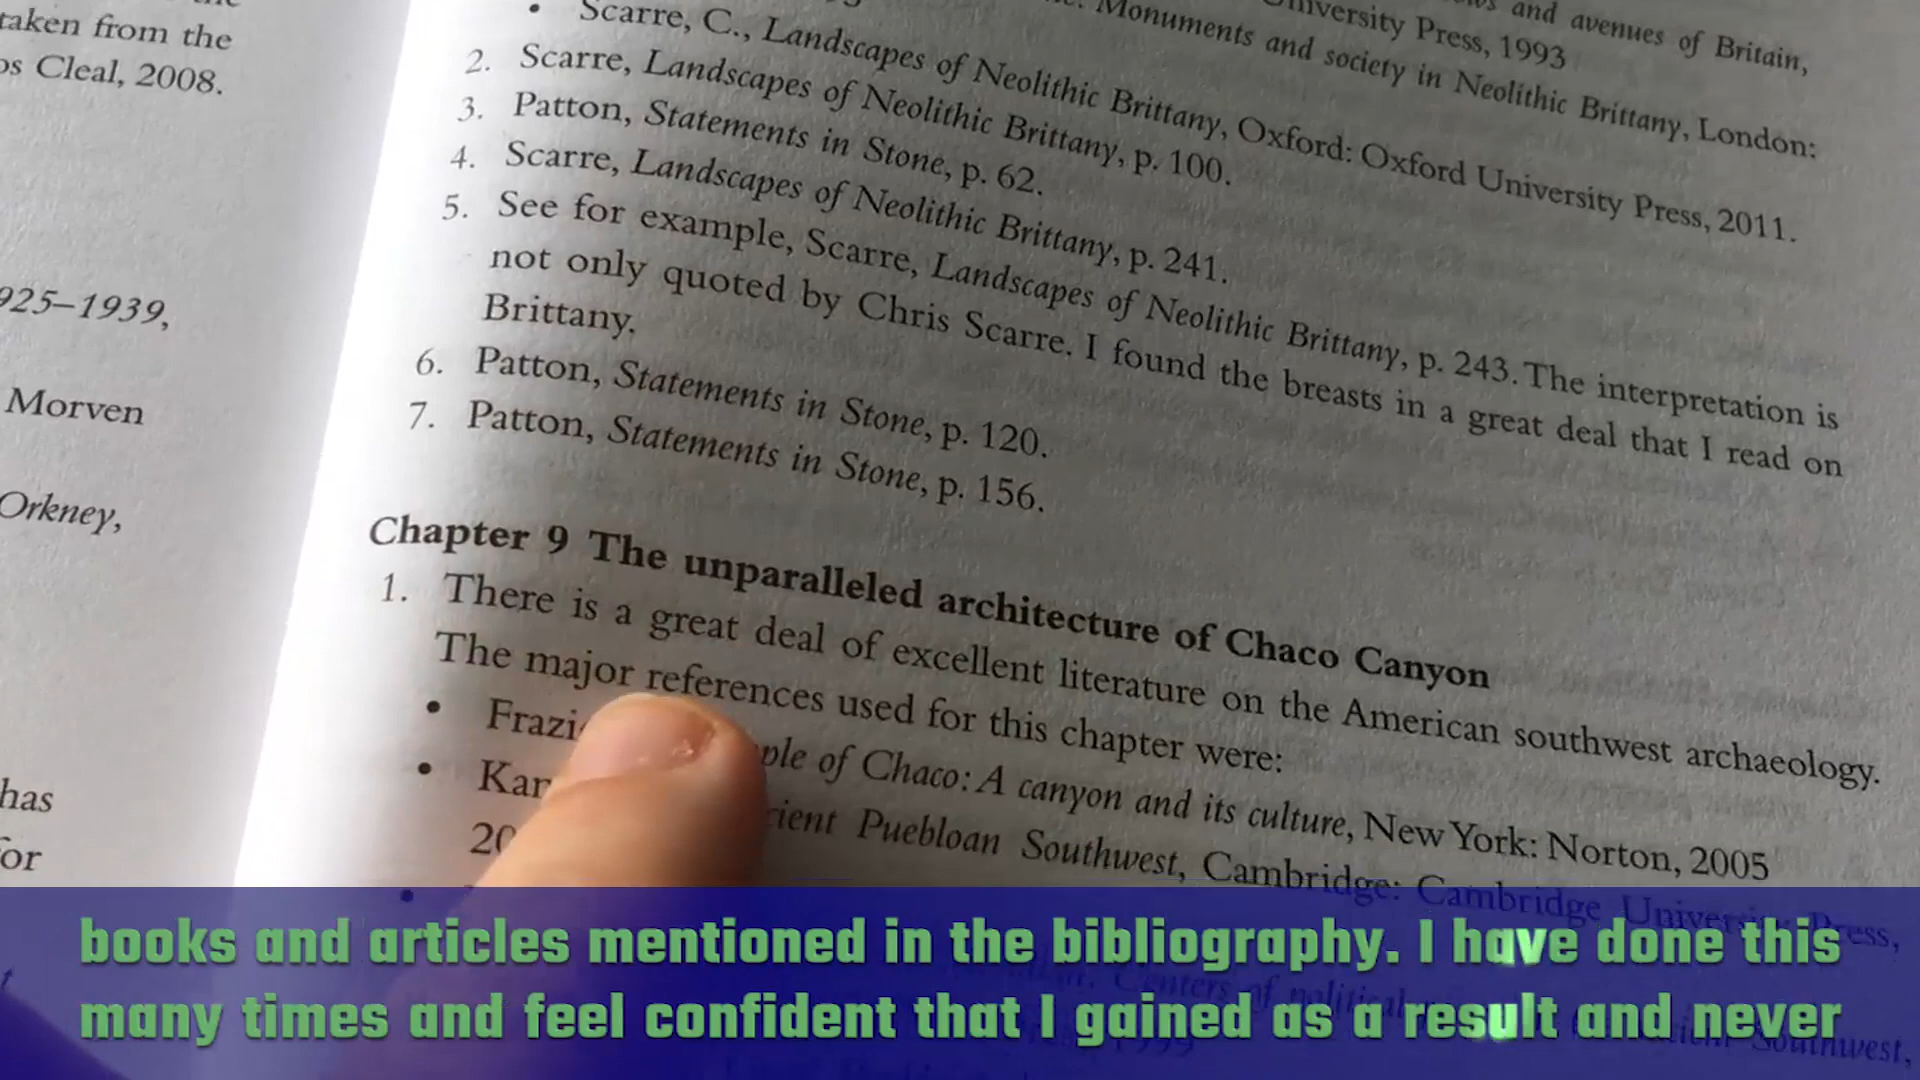 taken from the
os Cleal, 2008.
925–1939,
Morven
Orkney,
has
for
and avenues of Britain,
University Press, 1993
Monuments and society in Neolithic Brittany, London:
• Scarre, C., Landscapes of Neolithic Brittany, Oxford: Oxford University Press, 2011.
2. Scarre, Landscapes of Neolithic Brittany, p. 100.
3. Patton, Statements in Stone, p. 62.
4. Scarre, Landscapes of Neolithic Brittany, p. 241.
5. See for example, Scarre, Landscapes of Neolithic Brittany, p. 243. The interpretation is
not only quoted by Chris Scarre. I found the breasts in a great deal that I read on
Brittany.
6. Patton, Statements in Stone, p. 120.
7. Patton, Statements in Stone, p. 156.
Chapter 9 The unparalleled architecture of Chaco Canyon
1. There is a great deal of excellent literature on the American southwest archaeology.
The major references used for this chapter were:
• Frazi ple of Chaco: A canyon and its culture, New York: Norton, 2005
• Kan cient Puebloan Southwest, Cambridge: Cambridge University Press,
20
books and articles mentioned in the bibliography. I have done this
many times and feel confident that I gained as a result and never